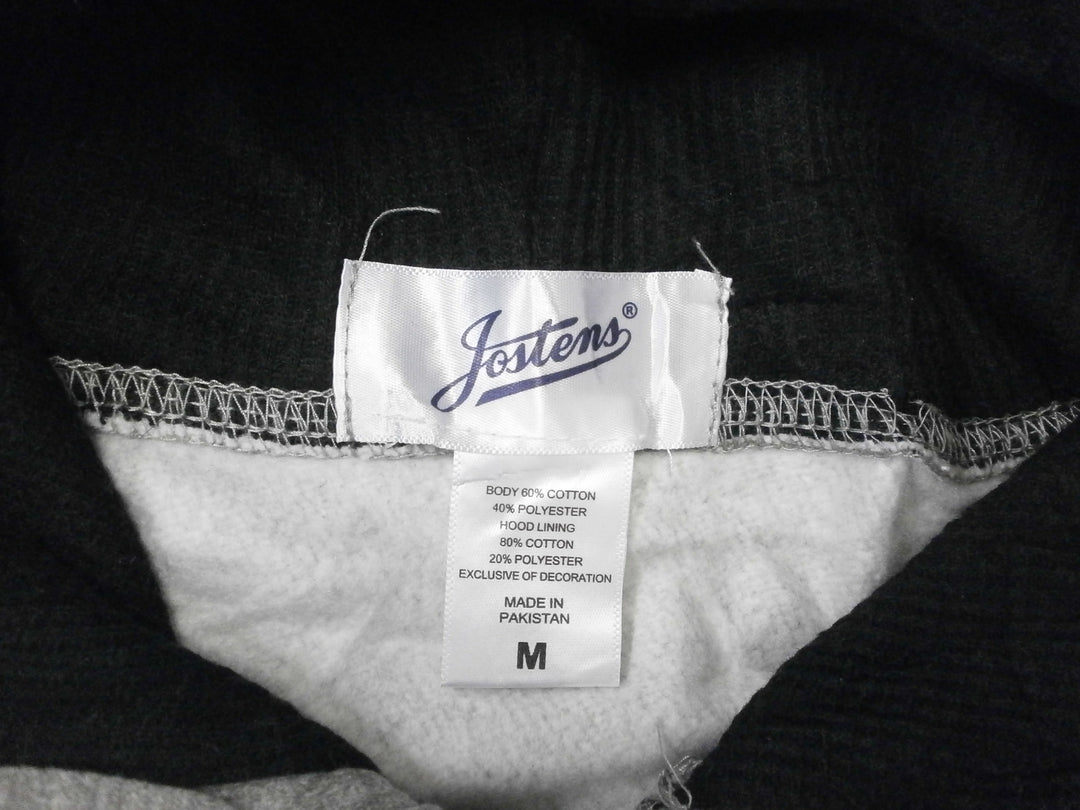 Jostens®
BODY 60% COTTON
40% POLYESTER
HOOD LINING
80% COTTON
20% POLYESTER
EXCLUSIVE OF DECORATION
MADE IN
PAKISTAN
M